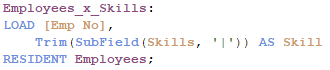 Employees_x_Skills:
LOAD [Emp No],
    Trim(SubField(Skills, '|')) AS Skill
RESIDENT Employees;